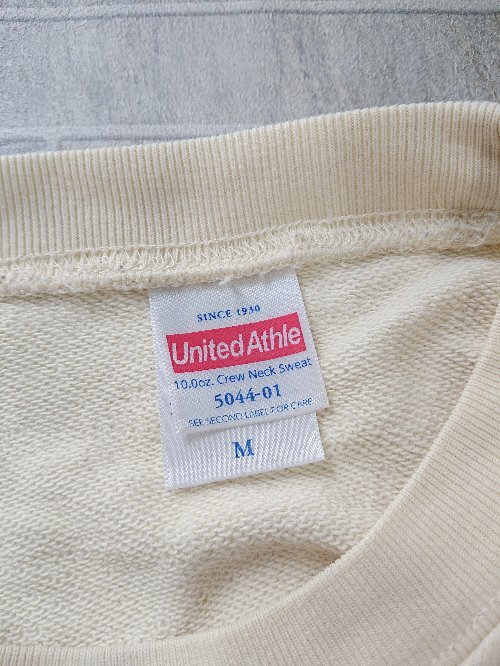 SINCE 1930
United Athle
10.0oz. Crew Neck Sweat
5044-01
SEE SECOND LABEL FOR CARE
M